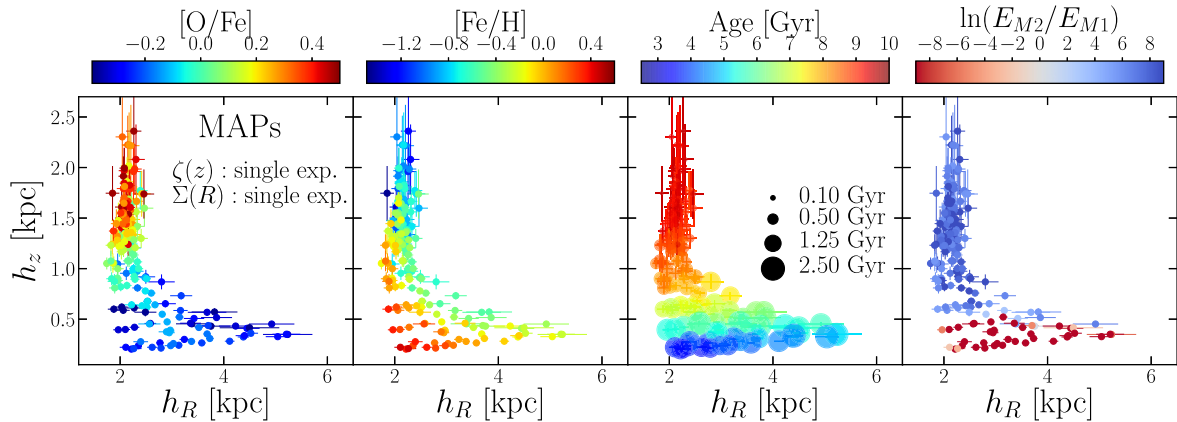 [O/Fe] [Fe/H] Age [Gyr] ln(E_{M2}/E_{M1})
−0.2 0.0 0.2 0.4 −1.2 −0.8 −0.4 0.0 0.4 3 4 5 6 7 8 9 10 −8 −6 −4 −2 0 2 4 6 8
MAPs
ζ(z) : single exp.
Σ(R) : single exp.
0.10 Gyr
0.50 Gyr
1.25 Gyr
2.50 Gyr
h_z [kpc]
2.5
2.0
1.5
1.0
0.5
2 4 6 2 4 6 2 4 6 2 4 6
h_R [kpc] h_R [kpc] h_R [kpc] h_R [kpc]